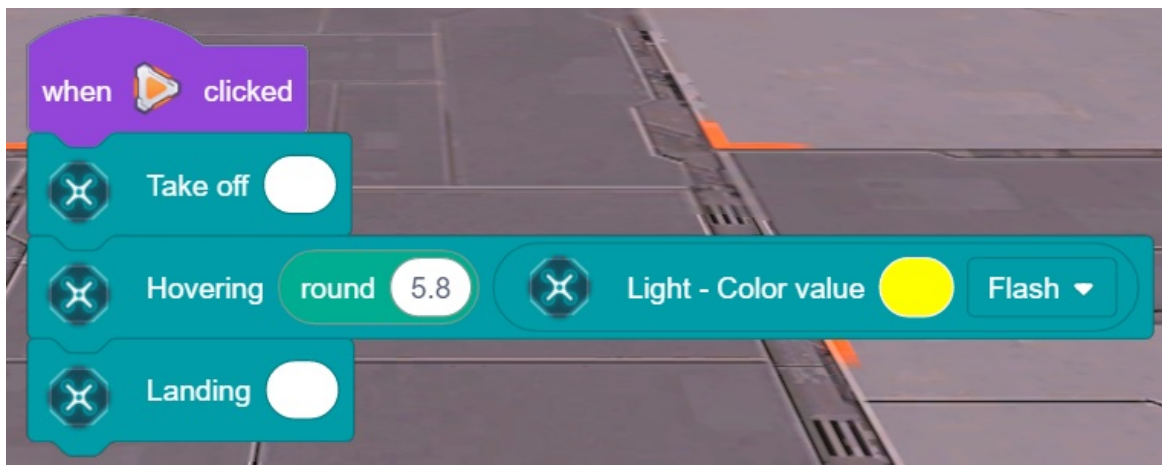 when clicked
Take off
Hovering round 5.8 Light - Color value Flash
Landing